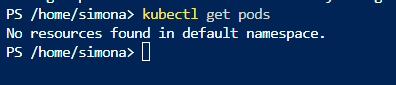 PS /home/simona> kubectl get pods
No resources found in default namespace.
PS /home/simona>